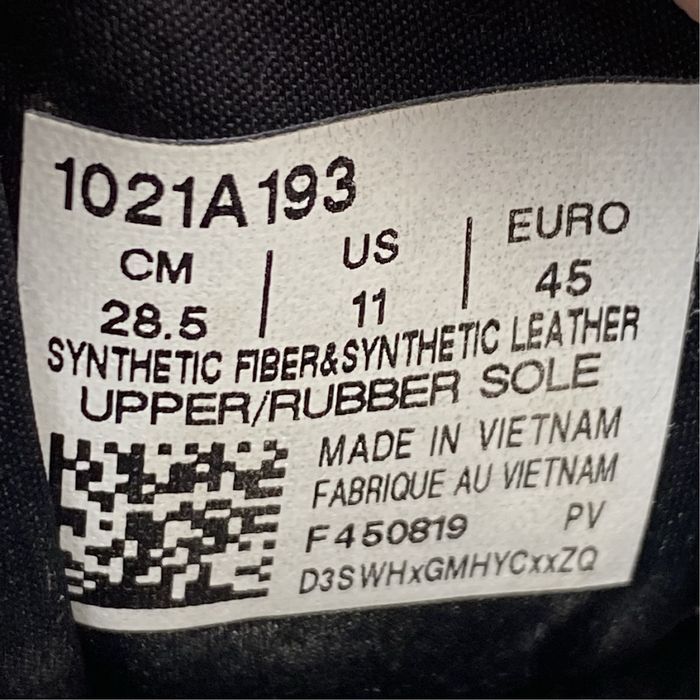 1021A193
CM | US | EURO
28.5 | 11 | 45
SYNTHETIC FIBER&SYNTHETIC LEATHER
UPPER/RUBBER SOLE
MADE IN VIETNAM
FABRIQUE AU VIETNAM
F450819 PV
D3SWHxGMHYCxxZQ